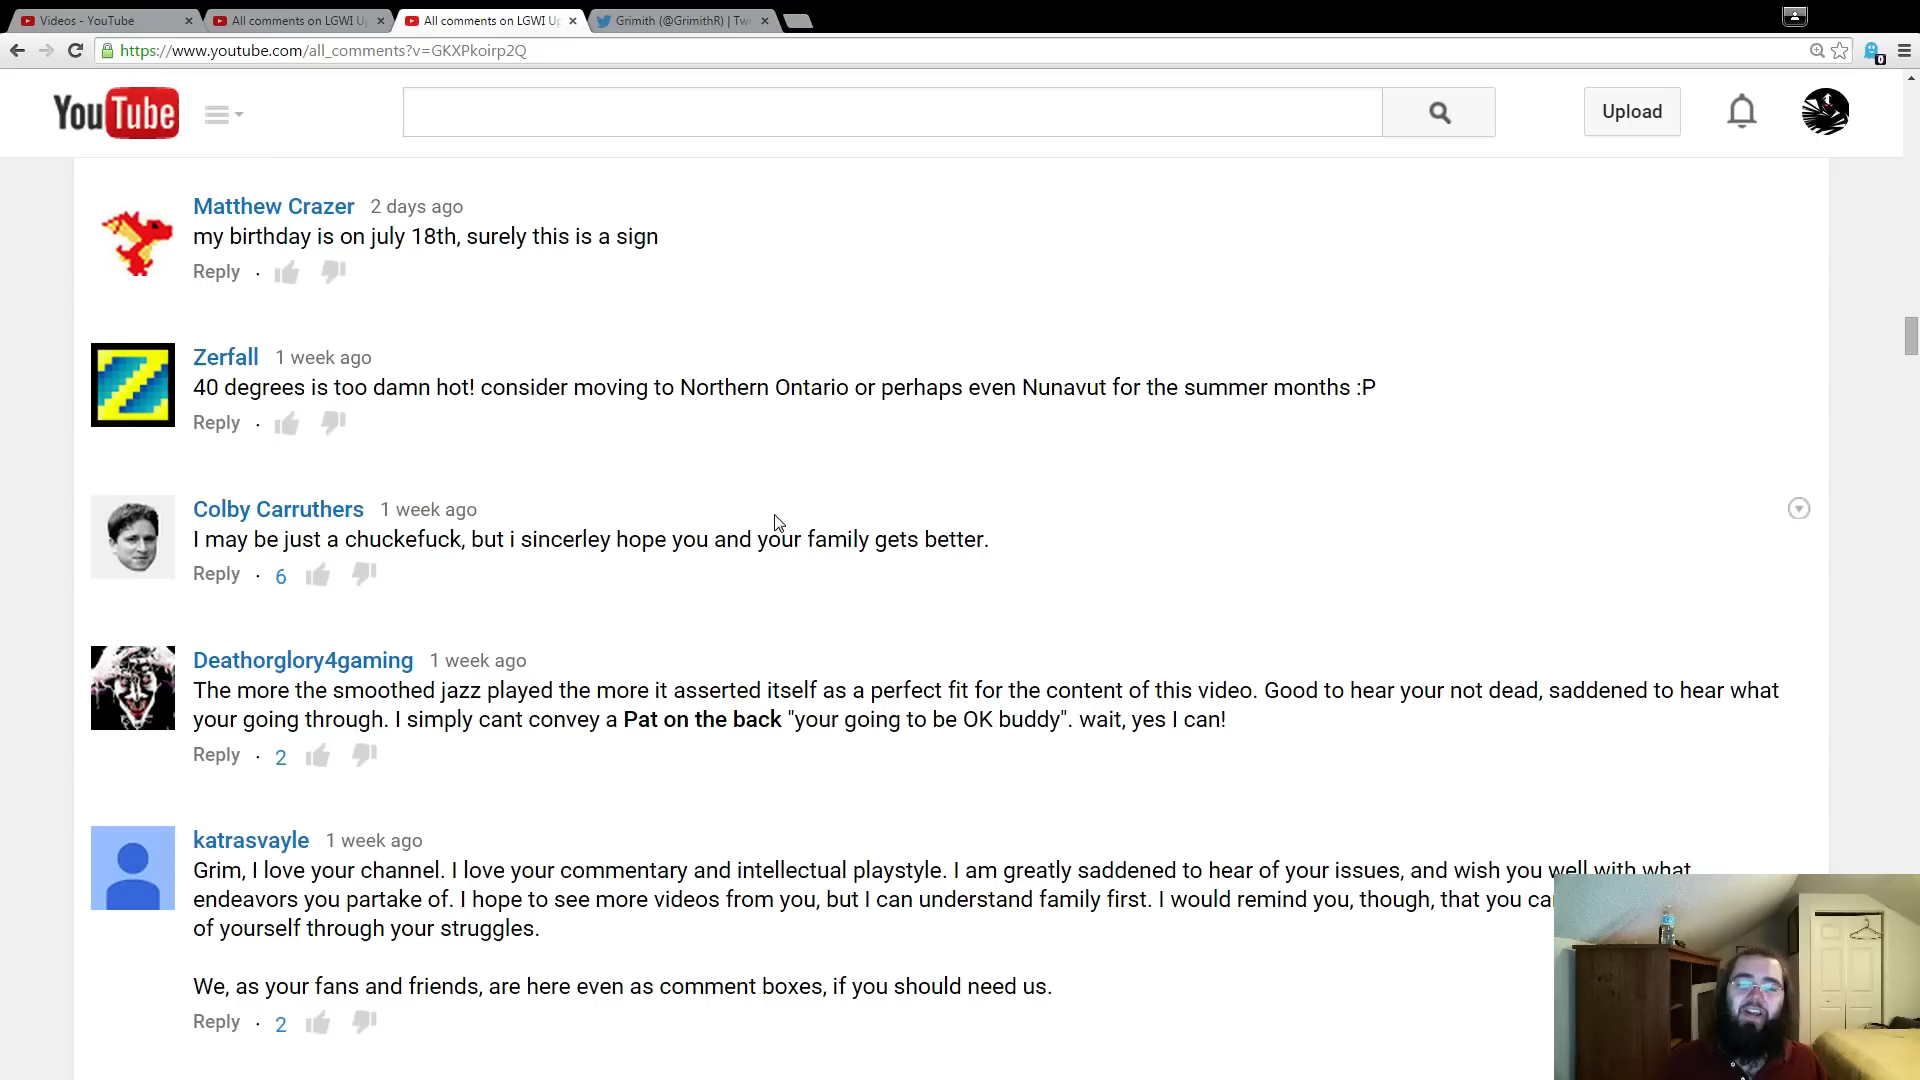 Videos - YouTube
All comments on LGWI U
All comments on LGWI U
Grimith (@GrimithR) | Tw
https://www.youtube.com/all_comments?v=GKXPkoirp2Q
0
YouTube
Upload
Matthew Crazer 2 days ago
my birthday is on july 18th, surely this is a sign
Reply ·
Zerfall 1 week ago
40 degrees is too damn hot! consider moving to Northern Ontario or perhaps even Nunavut for the summer months :P
Reply ·
Colby Carruthers 1 week ago
I may be just a chuckefuck, but i sincerley hope you and your family gets better.
Reply · 6
Deathorglory4gaming 1 week ago
The more the smoothed jazz played the more it asserted itself as a perfect fit for the content of this video. Good to hear your not dead, saddened to hear what
your going through. I simply cant convey a Pat on the back "your going to be OK buddy". wait, yes I can!
Reply · 2
katrasvayle 1 week ago
Grim, I love your channel. I love your commentary and intellectual playstyle. I am greatly saddened to hear of your issues, and wish you well with what
endeavors you partake of. I hope to see more videos from you, but I can understand family first. I would remind you, though, that you
of yourself through your struggles.
We, as your fans and friends, are here even as comment boxes, if you should need us.
Reply · 2